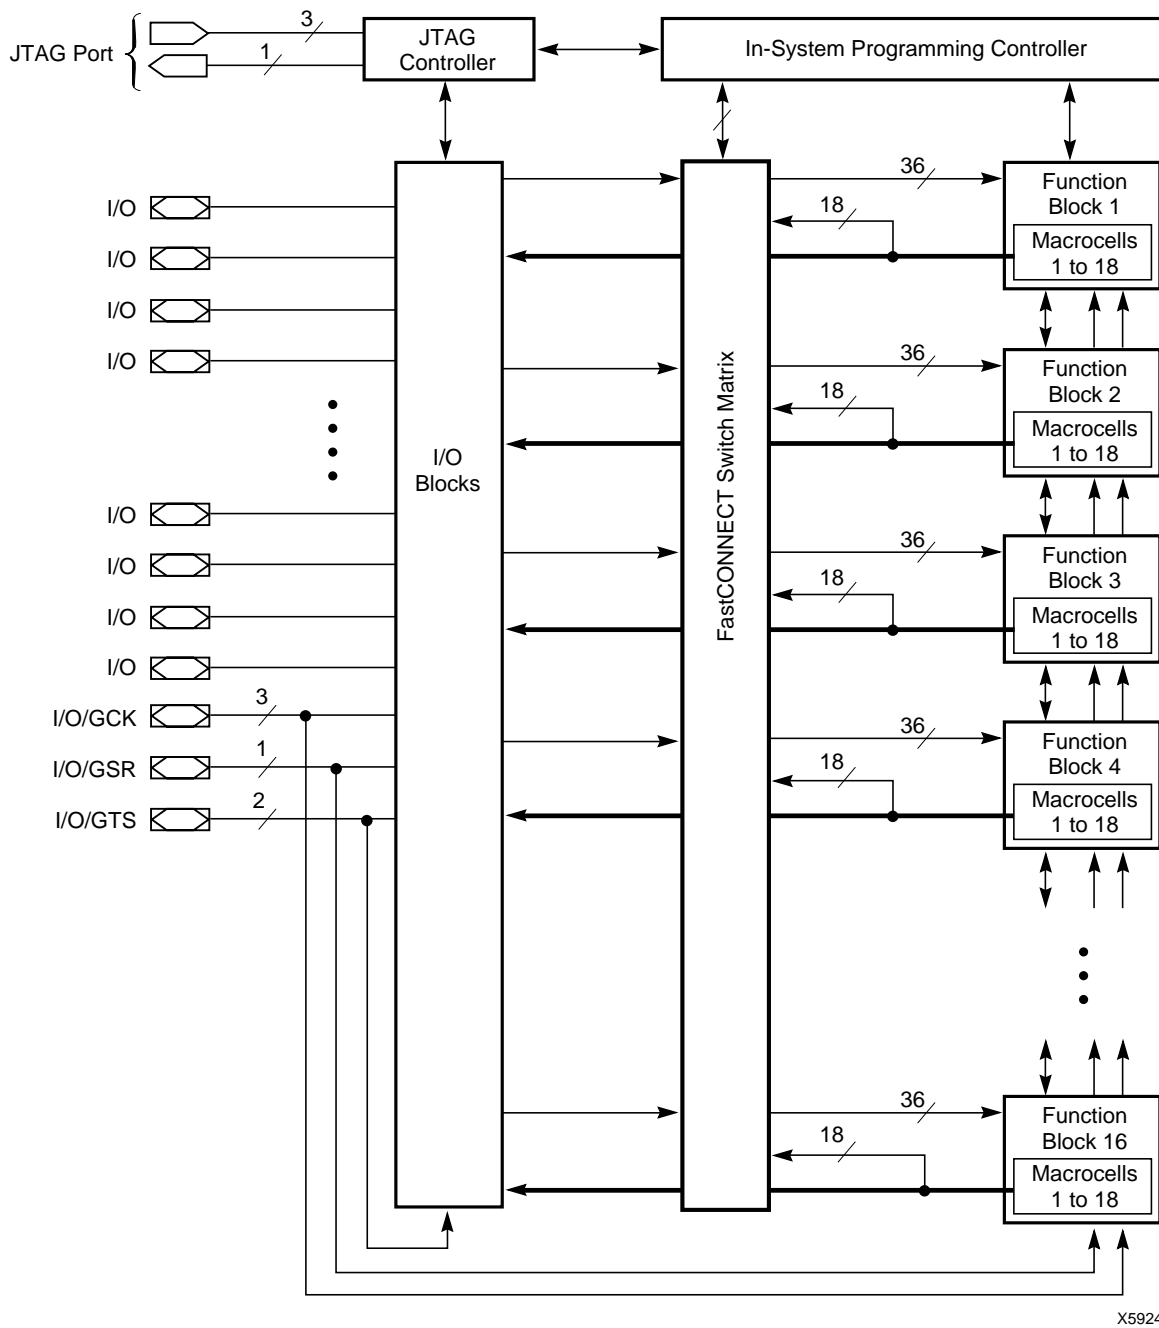 JTAG Port
3
1
JTAG
Controller
In-System Programming Controller
I/O
I/O
I/O
I/O
I/O
I/O
I/O
I/O
I/O/GCK
3
I/O/GSR
1
I/O/GTS
2
I/O
Blocks
FastCONNECT Switch Matrix
36
18
Function
Block 1
Macrocells
1 to 18
36
18
Function
Block 2
Macrocells
1 to 18
36
18
Function
Block 3
Macrocells
1 to 18
36
18
Function
Block 4
Macrocells
1 to 18
36
18
Function
Block 16
Macrocells
1 to 18
X5924